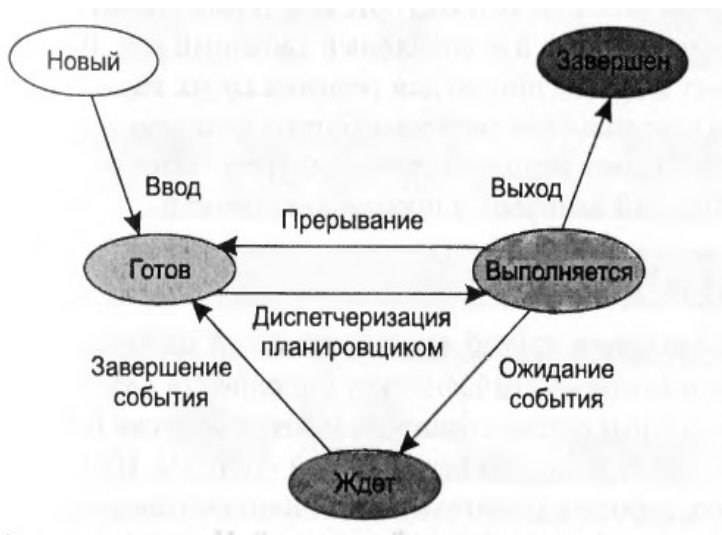 Новый
Завершен
Ввод
Выход
Прерывание
Готов
Выполняется
Диспетчеризация
планировщиком
Завершение
события
Ожидание
события
Ждет